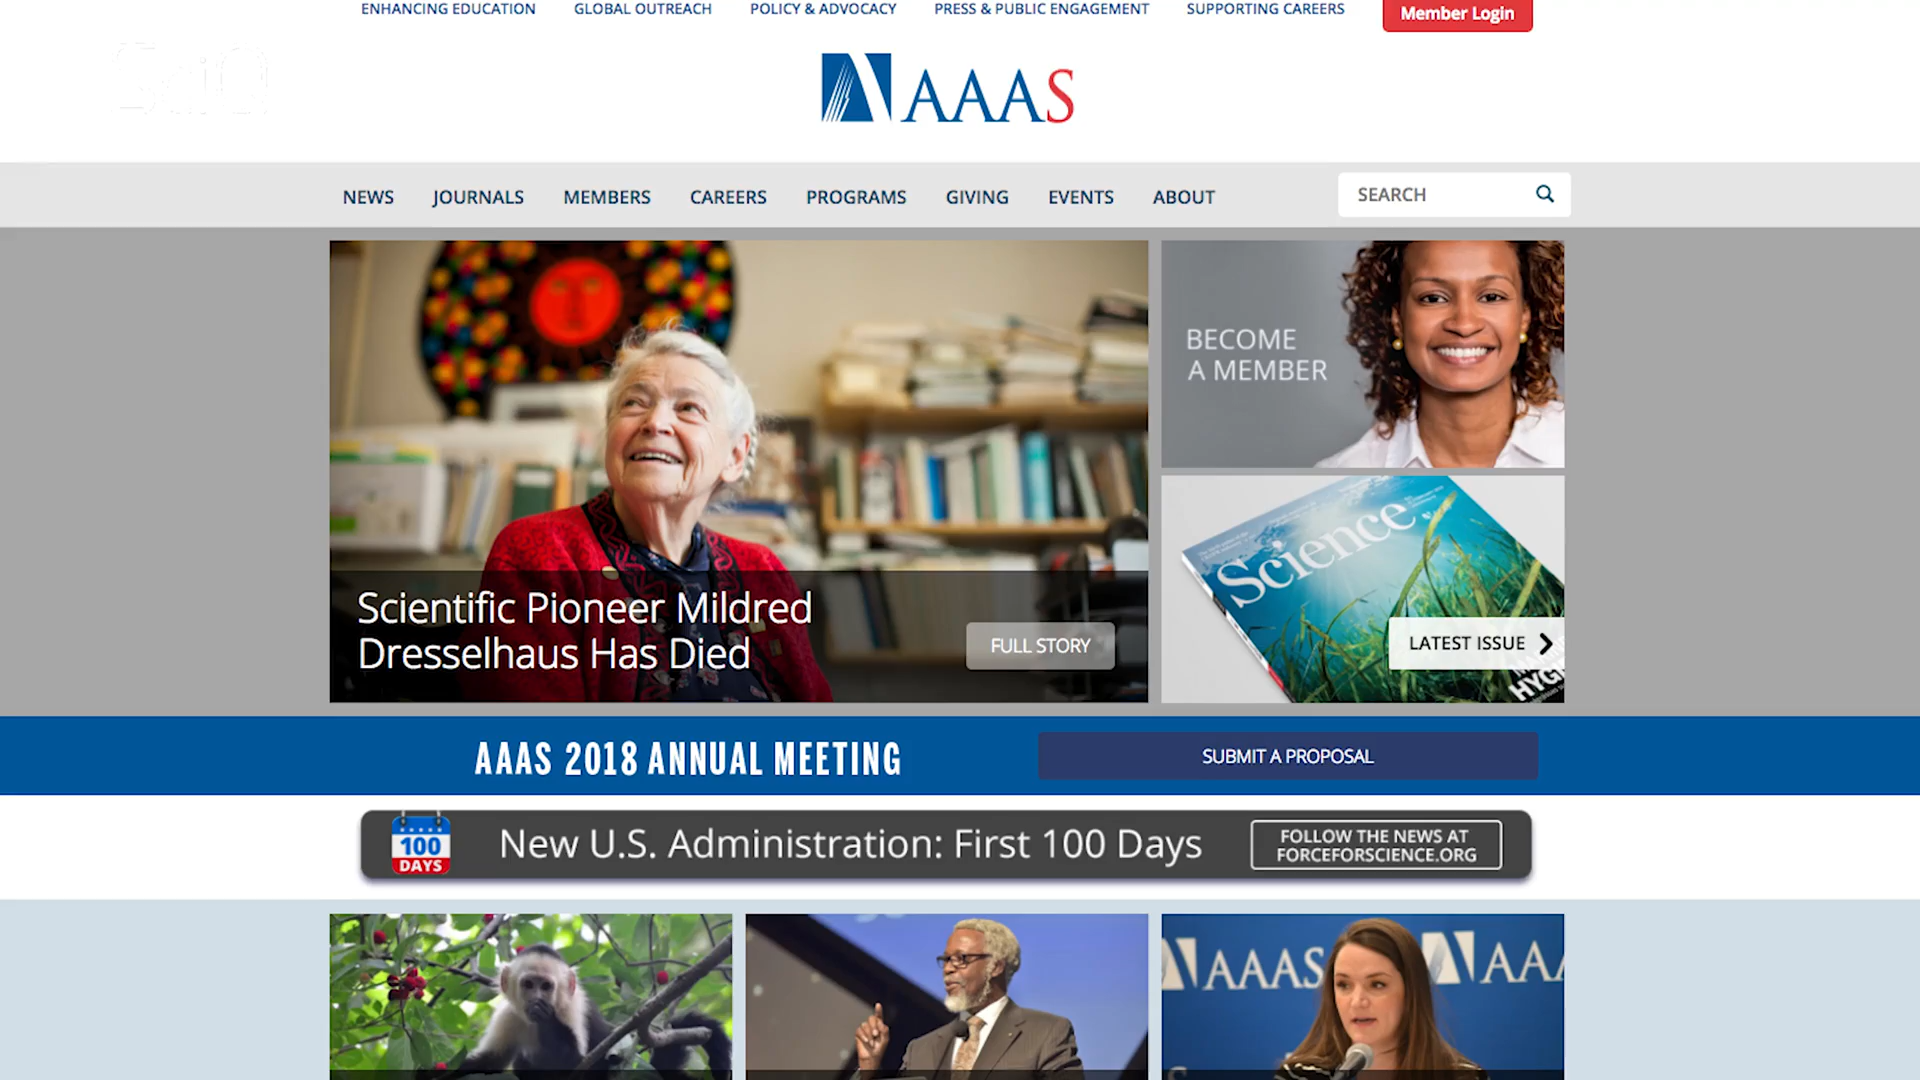 ENHANCING EDUCATION GLOBAL OUTREACH POLICY & ADVOCACY PRESS & PUBLIC ENGAGEMENT SUPPORTING CAREERS Member Login
AAAS
NEWS JOURNALS MEMBERS CAREERS PROGRAMS GIVING EVENTS ABOUT SEARCH
BECOME
A MEMBER
Science
LATEST ISSUE
HYG
Scientific Pioneer Mildred
Dresselhaus Has Died
FULL STORY
AAAS 2018 ANNUAL MEETING
SUBMIT A PROPOSAL
100
DAYS
New U.S. Administration: First 100 Days
FOLLOW THE NEWS AT
FORCEFORSCIENCE.ORG
AAAS AAA